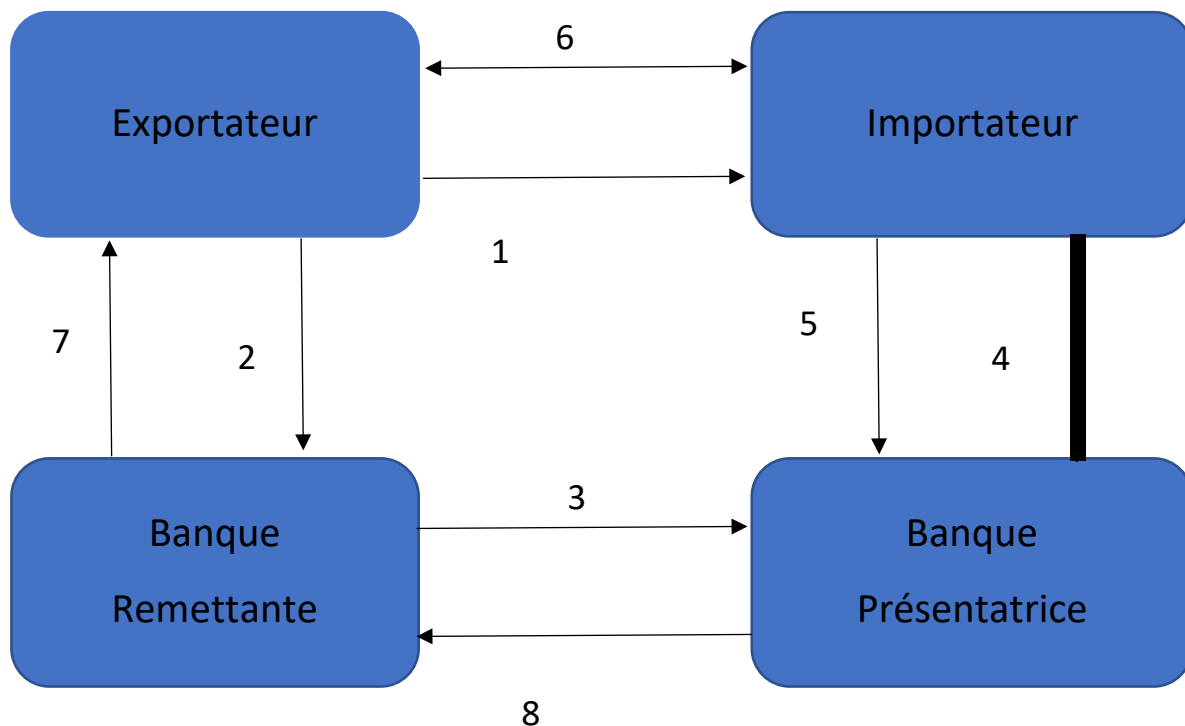 6
Exportateur
Importateur
1
7
2
5
4
3
Banque
Remettante
Banque
Présentatrice
8